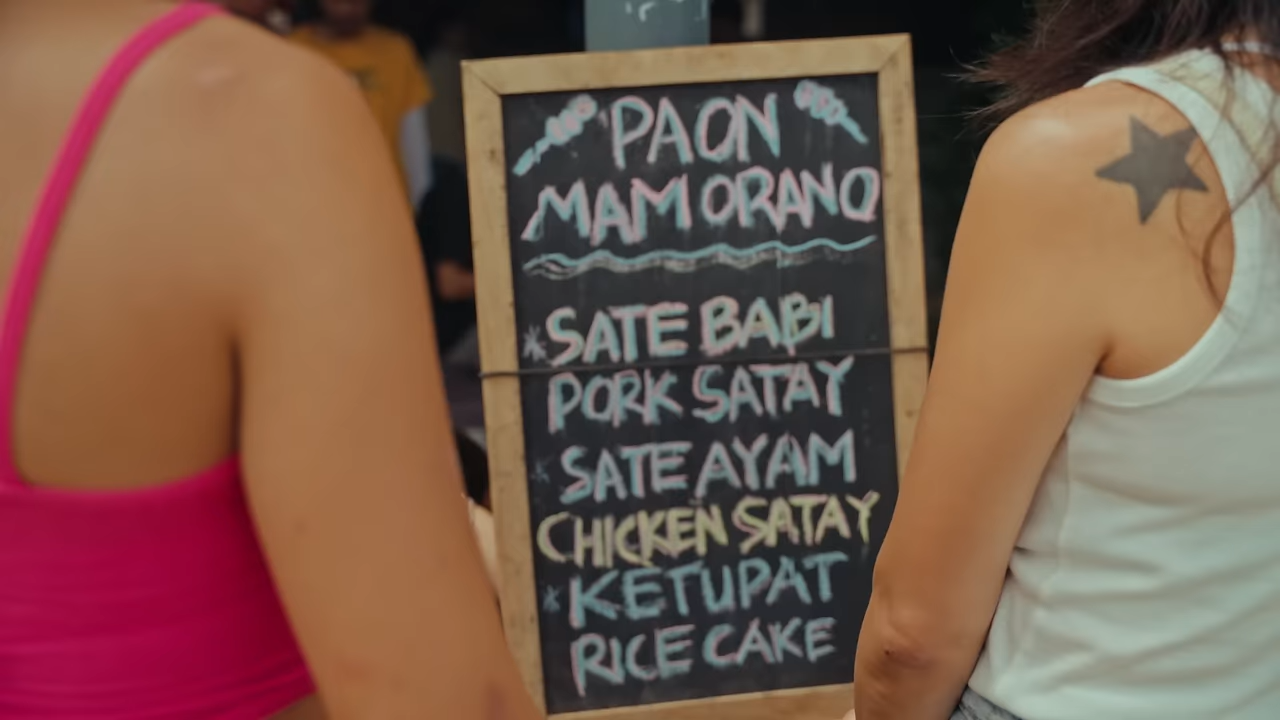 PAON
MAM ORANO
* SATE BABI
PORK SATAY
* SATE AYAM
CHICKEN SATAY
* KETUPAT
RICE CAKE